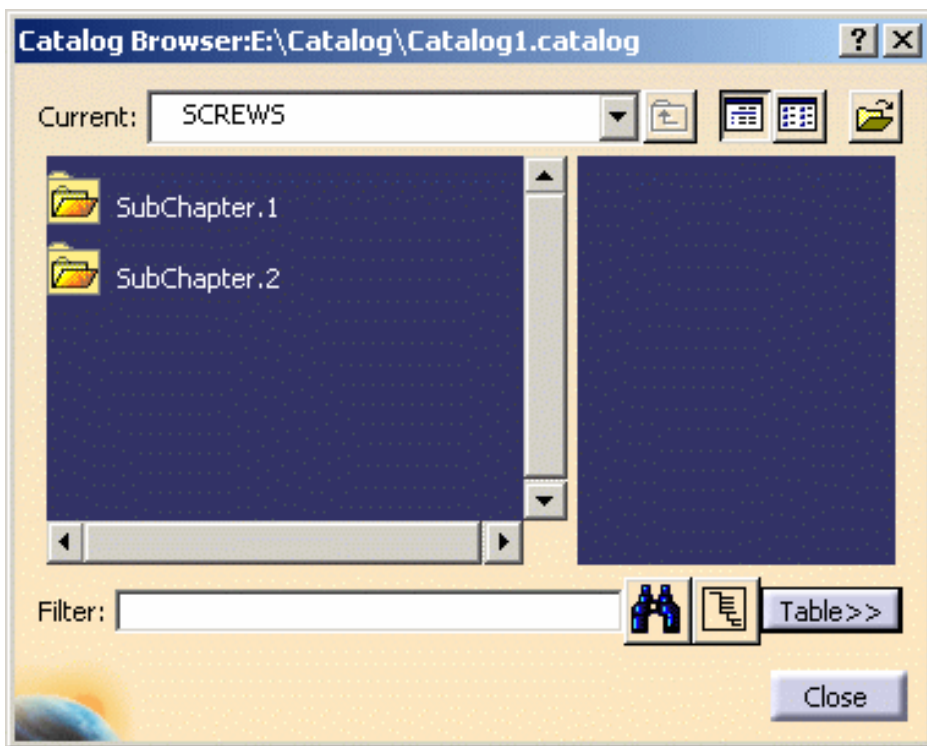 Catalog Browser:E:\Catalog\Catalog1.catalog
Current: SCREWS
SubChapter.1
SubChapter.2
Filter: Table>>
Close